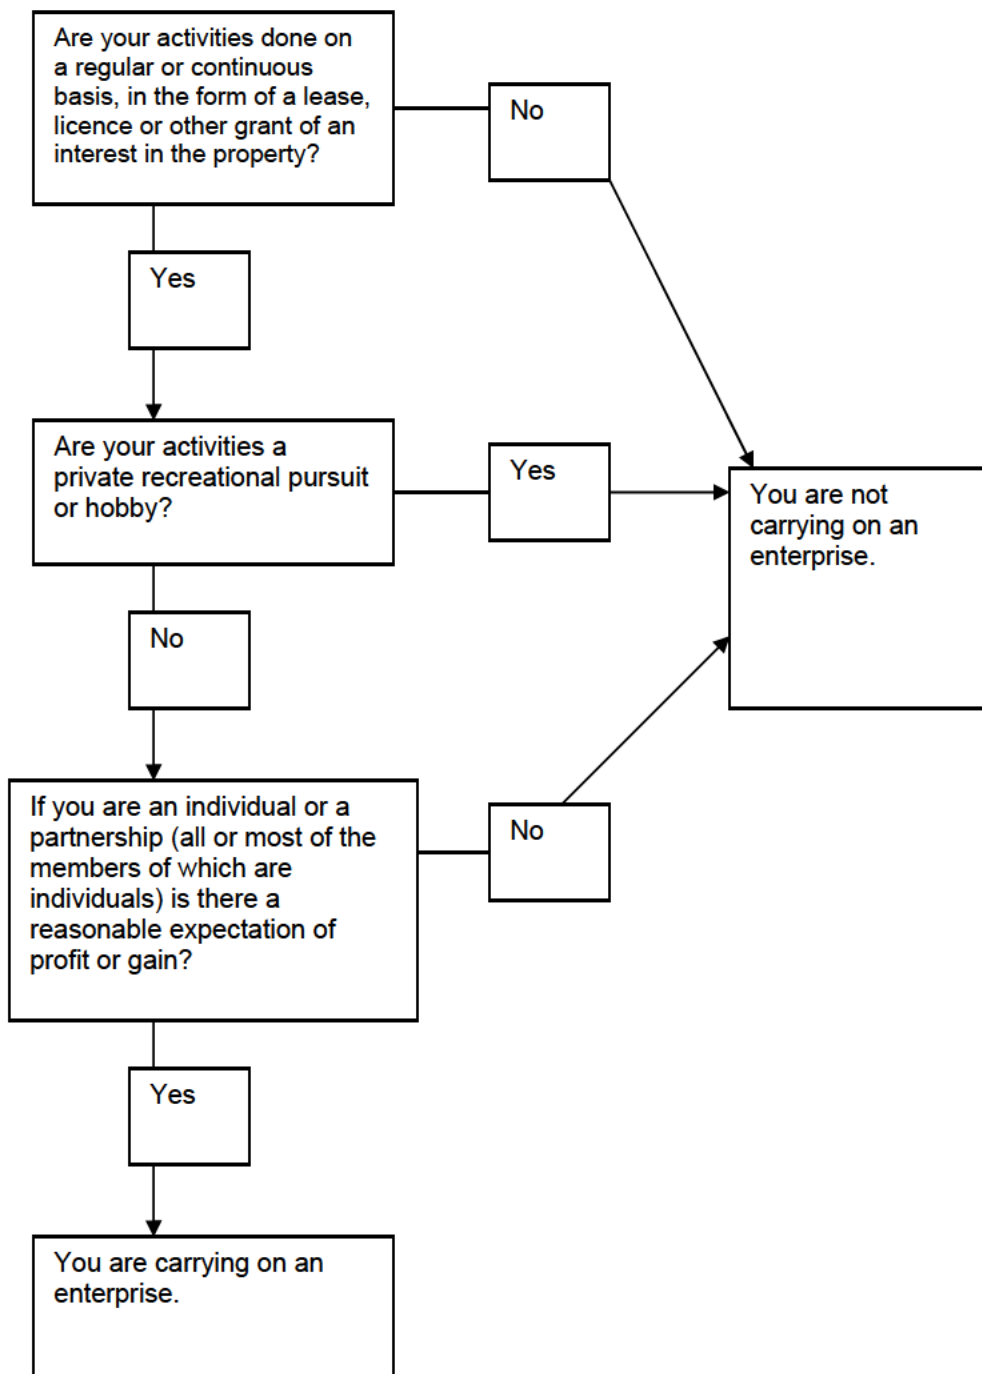 Are your activities done on
a regular or continuous
basis, in the form of a lease,
licence or other grant of an
interest in the property?
No
Yes
Are your activities a
private recreational pursuit
or hobby?
Yes
You are not
carrying on an
enterprise.
No
If you are an individual or a
partnership (all or most of the
members of which are
individuals) is there a
reasonable expectation of
profit or gain?
No
Yes
You are carrying on an
enterprise.